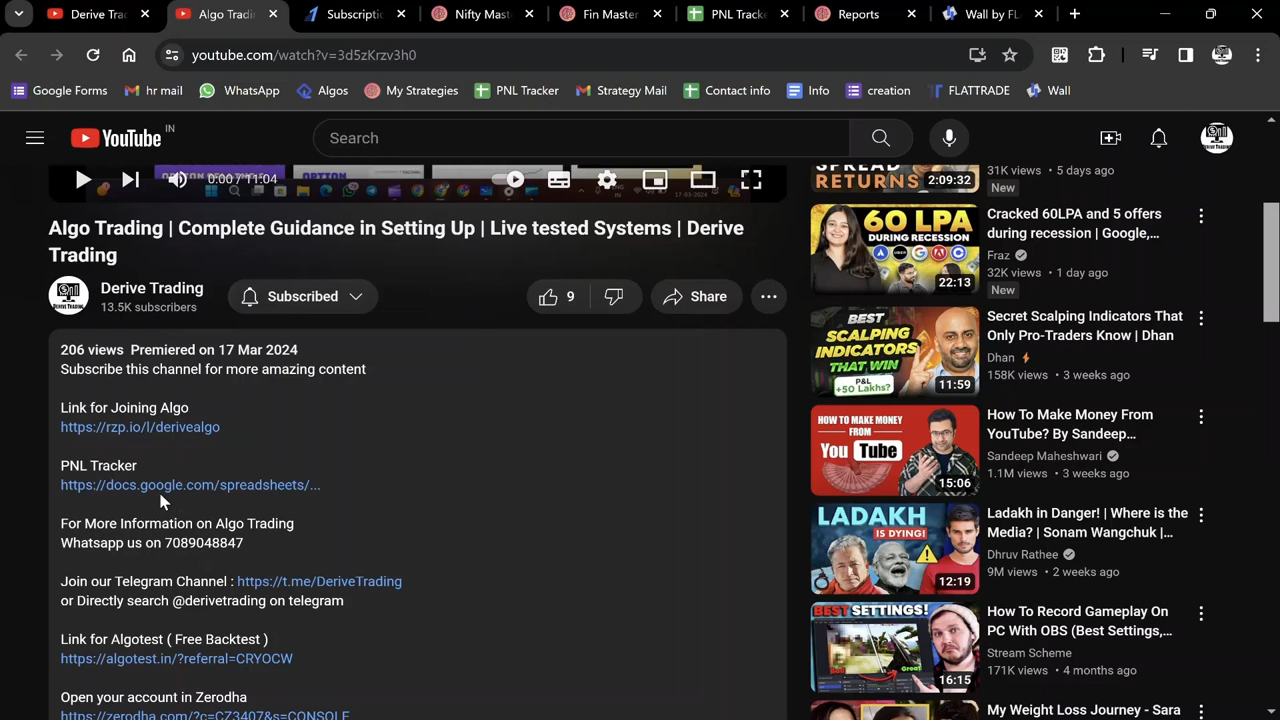 Derive Tra
Algo Tradi
Subscripti
Nifty Mast
Fin Master
PNL Tracke
Reports
Wall by FL
youtube.com/watch?v=3d5zKrzv3h0
Google Forms
hr mail
WhatsApp
Algos
My Strategies
PNL Tracker
Strategy Mail
Contact info
Info
creation
FLATTRADE
Wall
YouTube IN
Search
0:00 / 11:04
Algo Trading | Complete Guidance in Setting Up | Live tested Systems | Derive
Trading
Derive Trading
13.5K subscribers
Subscribed
9
Share
206 views Premiered on 17 Mar 2024
Subscribe this channel for more amazing content
Link for Joining Algo
https://rzp.io/l/derivealgo
PNL Tracker
https://docs.google.com/spreadsheets/...
For More Information on Algo Trading
Whatsapp us on 7089048847
Join our Telegram Channel : https://t.me/DeriveTrading
or Directly search Derivetrading on telegram
Link for Algotest ( Free Backtest )
https://algotest.in/?referral=CRYOCW
Open your account in Zerodha
https://zerodha.com/?c=CZ3407&s=CONSOLE
SPREAD
RETURNS
2:09:32
31K views • 5 days ago
New
60 LPA
DURING RECESSION
22:13
Cracked 60LPA and 5 offers
during recession | Google,...
Fraz
32K views • 1 day ago
New
BEST
SCALPING
INDICATORS
THAT WIN
P&L
+50 Lakhs?
11:59
Secret Scalping Indicators That
Only Pro-Traders Know | Dhan
Dhan
158K views • 3 weeks ago
HOW TO MAKE MONEY
FROM
You Tube
15:06
How To Make Money From
YouTube? By Sandeep...
Sandeep Maheshwari
1.1M views • 3 weeks ago
LADAKH
IS DYING!
12:19
Ladakh in Danger! | Where is the
Media? | Sonam Wangchuk |...
Dhruv Rathee
9M views • 2 weeks ago
BEST SETTINGS!
Bad
Great
16:15
How To Record Gameplay On
PC With OBS (Best Settings,...
Stream Scheme
171K views • 4 months ago
My Weight Loss Journey - Sara